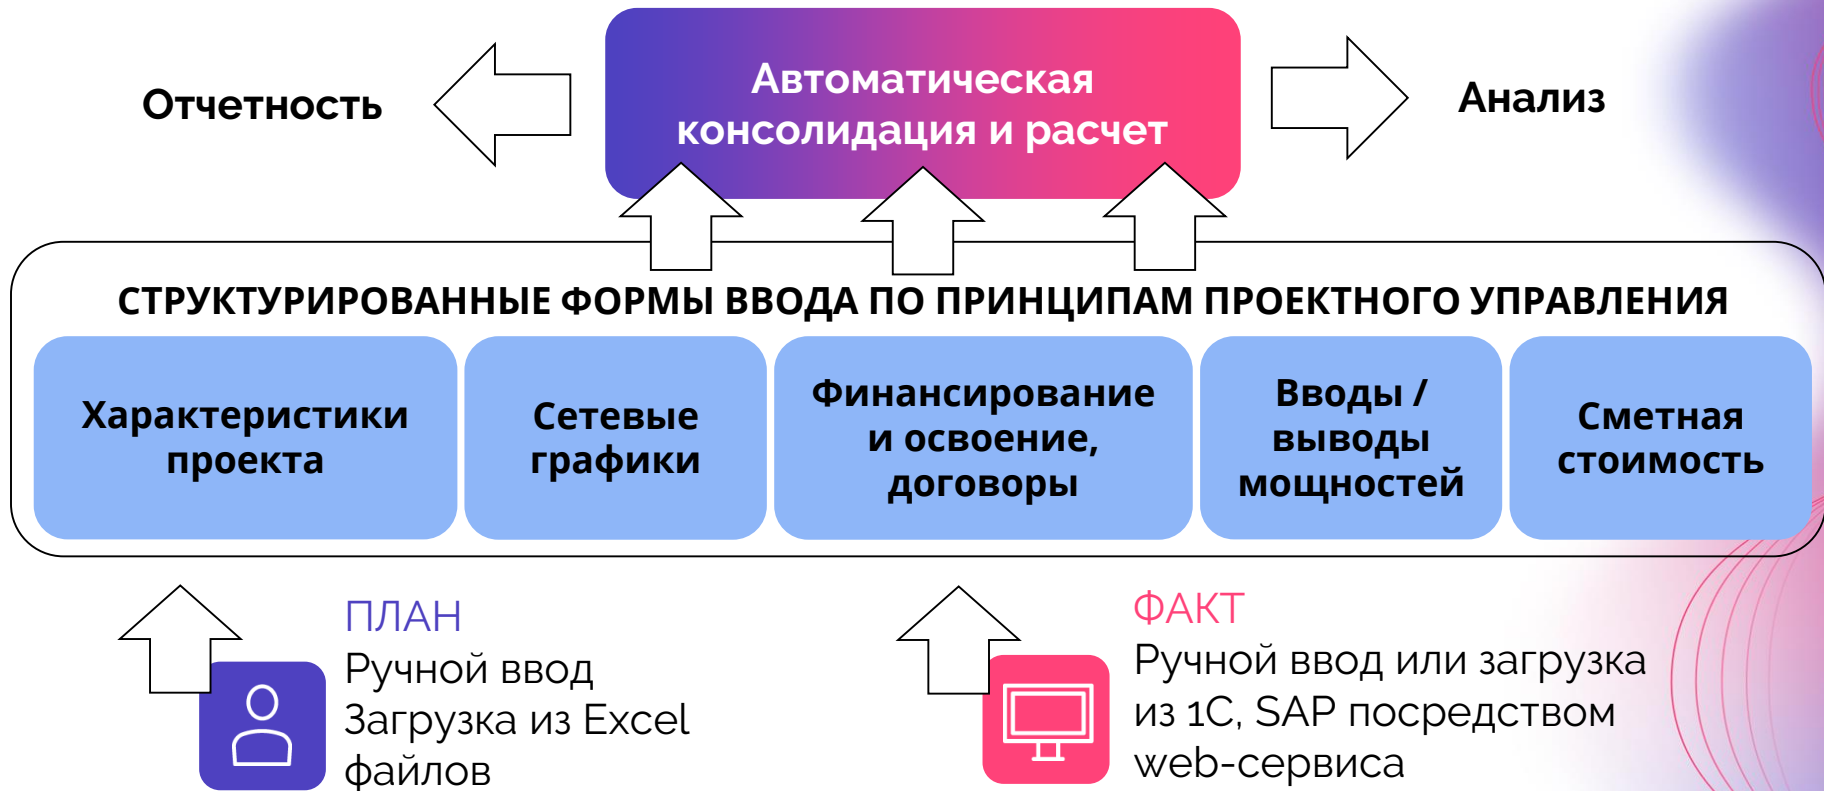 Отчетность
Автоматическая
консолидация и расчет
Анализ
СТРУКТУРИРОВАННЫЕ ФОРМЫ ВВОДА ПО ПРИНЦИПАМ ПРОЕКТНОГО УПРАВЛЕНИЯ
Характеристики
проекта
Сетевые
графики
Финансирование
и освоение,
договоры
Вводы /
выводы
мощностей
Сметная
стоимость
ПЛАН
Ручной ввод
Загрузка из Excel
файлов
ФАКТ
Ручной ввод или загрузка
из 1С, SAP посредством
web-сервиса